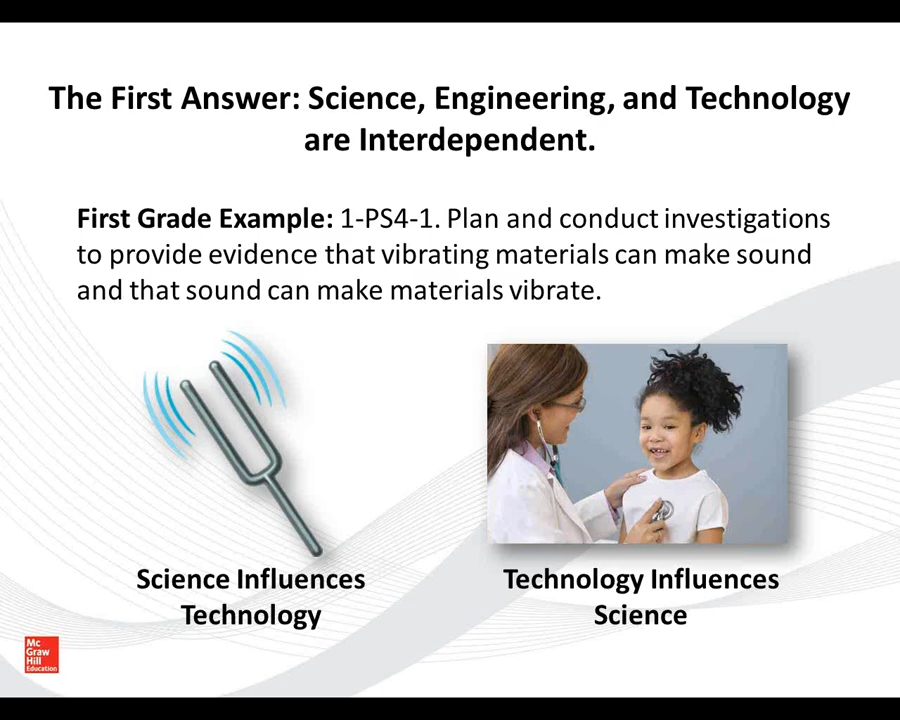 The First Answer: Science, Engineering, and Technology
are Interdependent.
First Grade Example: 1-PS4-1. Plan and conduct investigations
to provide evidence that vibrating materials can make sound
and that sound can make materials vibrate.
Science Influences
Technology
Technology Influences
Science
Mc
Graw
Hill
Education